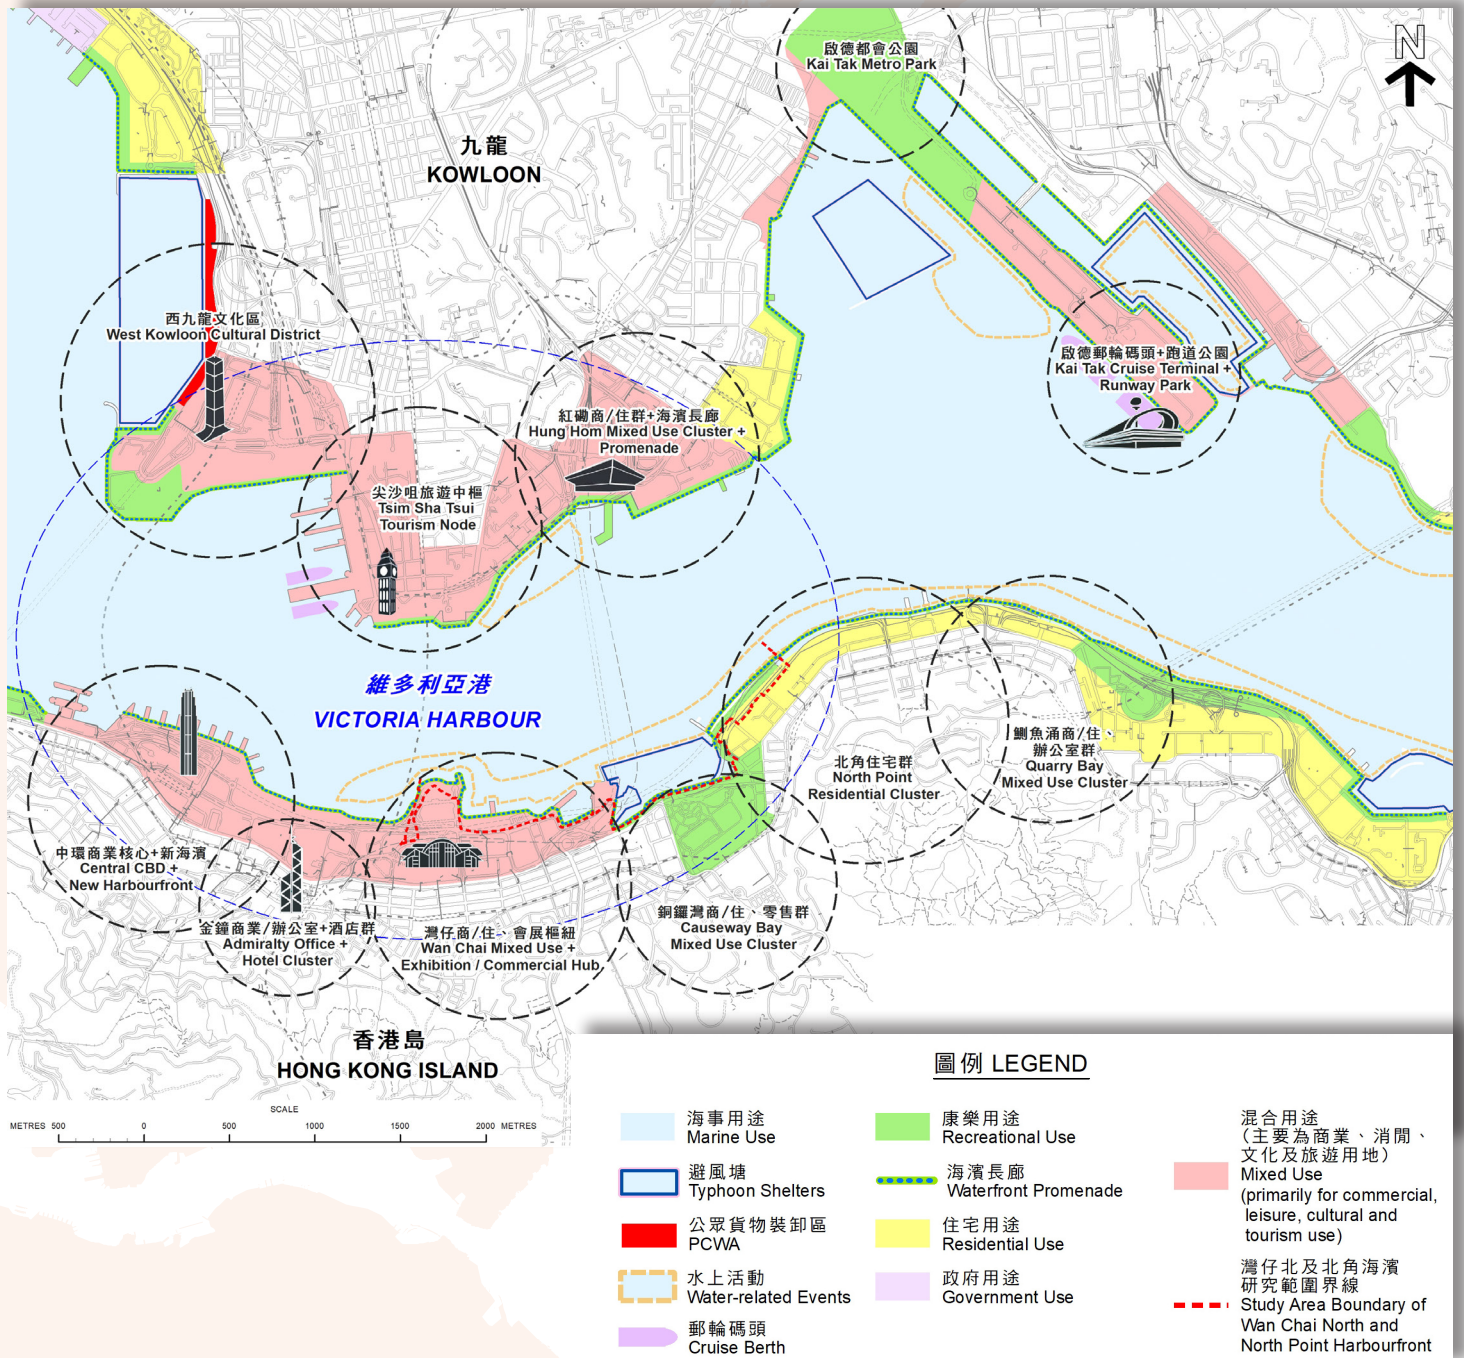 啟德都會公園
Kai Tak Metro Park
N
九龍
KOWLOON
西九龍文化區
West Kowloon Cultural District
啟德郵輪碼頭+跑道公園
Kai Tak Cruise Terminal +
Runway Park
紅磡商/住群+海濱長廊
Hung Hom Mixed Use Cluster +
Promenade
尖沙咀旅遊中樞
Tsim Sha Tsui
Tourism Node
維多利亞港
VICTORIA HARBOUR
鰂魚涌商/住、
辦公室群
Quarry Bay
Mixed Use Cluster
北角住宅群
North Point
Residential Cluster
中環商業核心+新海濱
Central CBD +
New Harbourfront
金鐘商業/辦公室+酒店群
Admiralty Office +
Hotel Cluster
灣仔商/住、會展樞紐
Wan Chai Mixed Use +
Exhibition / Commercial Hub
銅鑼灣商/住、零售群
Causeway Bay
Mixed Use Cluster
香港島
HONG KONG ISLAND
SCALE
METRES 500 0 500 1000 1500 2000 METRES
圖例 LEGEND
海事用途
Marine Use
避風塘
Typhoon Shelters
公眾貨物裝卸區
PCWA
水上活動
Water-related Events
郵輪碼頭
Cruise Berth
康樂用途
Recreational Use
海濱長廊
Waterfront Promenade
住宅用途
Residential Use
政府用途
Government Use
混合用途
(主要為商業、消閒、
文化及旅遊用地)
Mixed Use
(primarily for commercial,
leisure, cultural and
tourism use)
灣仔北及北角海濱
研究範圍界線
Study Area Boundary of
Wan Chai North and
North Point Harbourfront